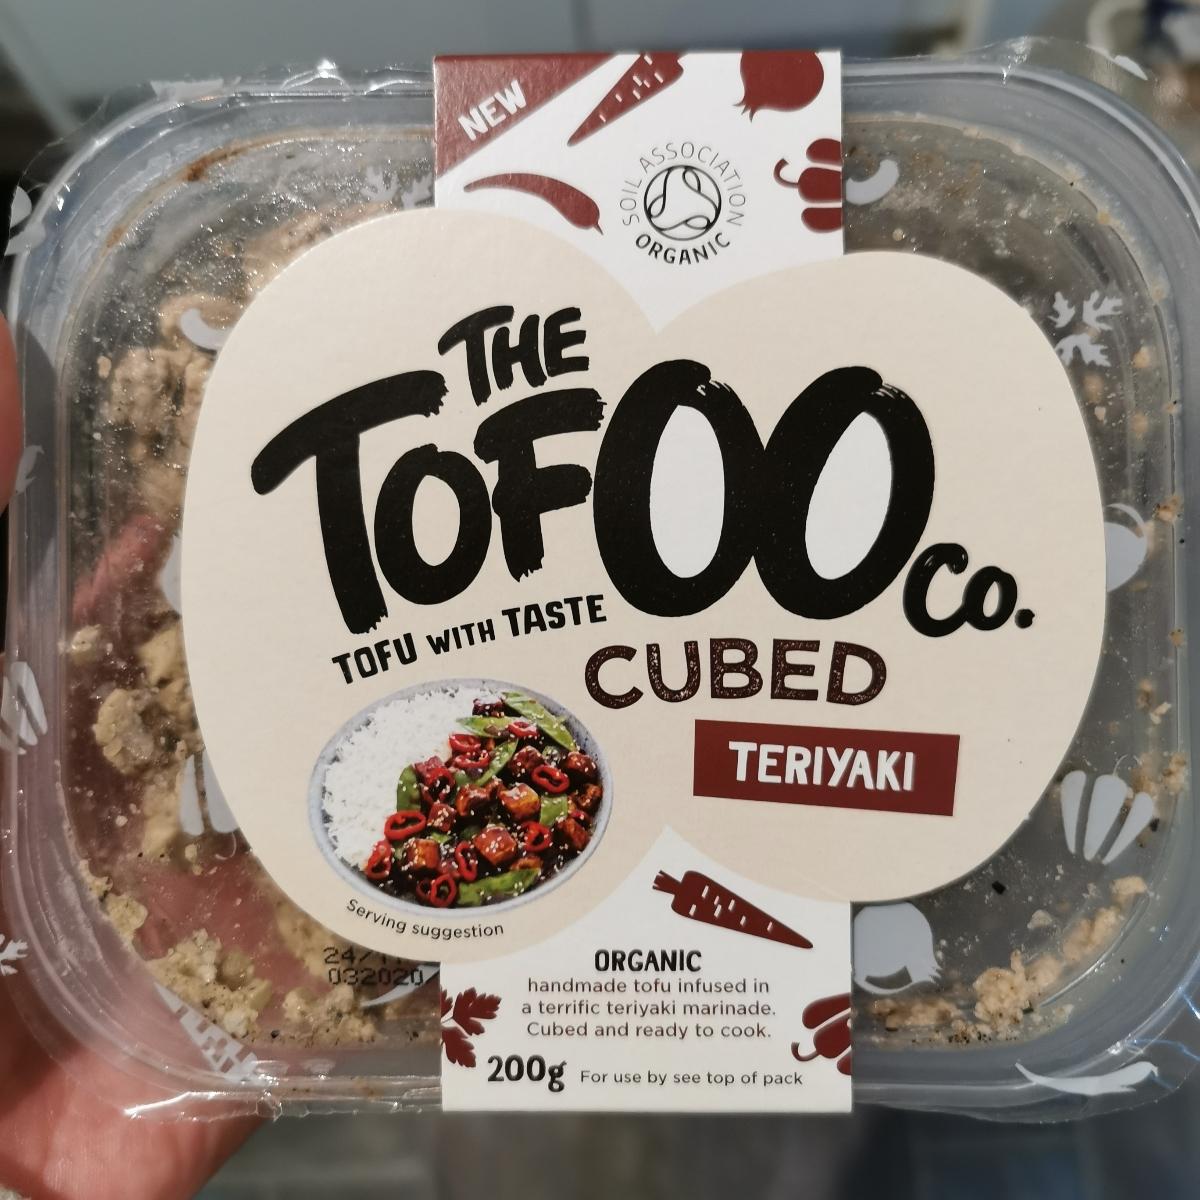 NEW
SOIL ASSOCIATION
ORGANIC
THE
TOFOO
Co.
TOFU WITH TASTE
CUBED
TERIYAKI
Serving suggestion
032020
ORGANIC
handmade tofu infused in
a terrific teriyaki marinade.
Cubed and ready to cook.
200g For use by see top of pack